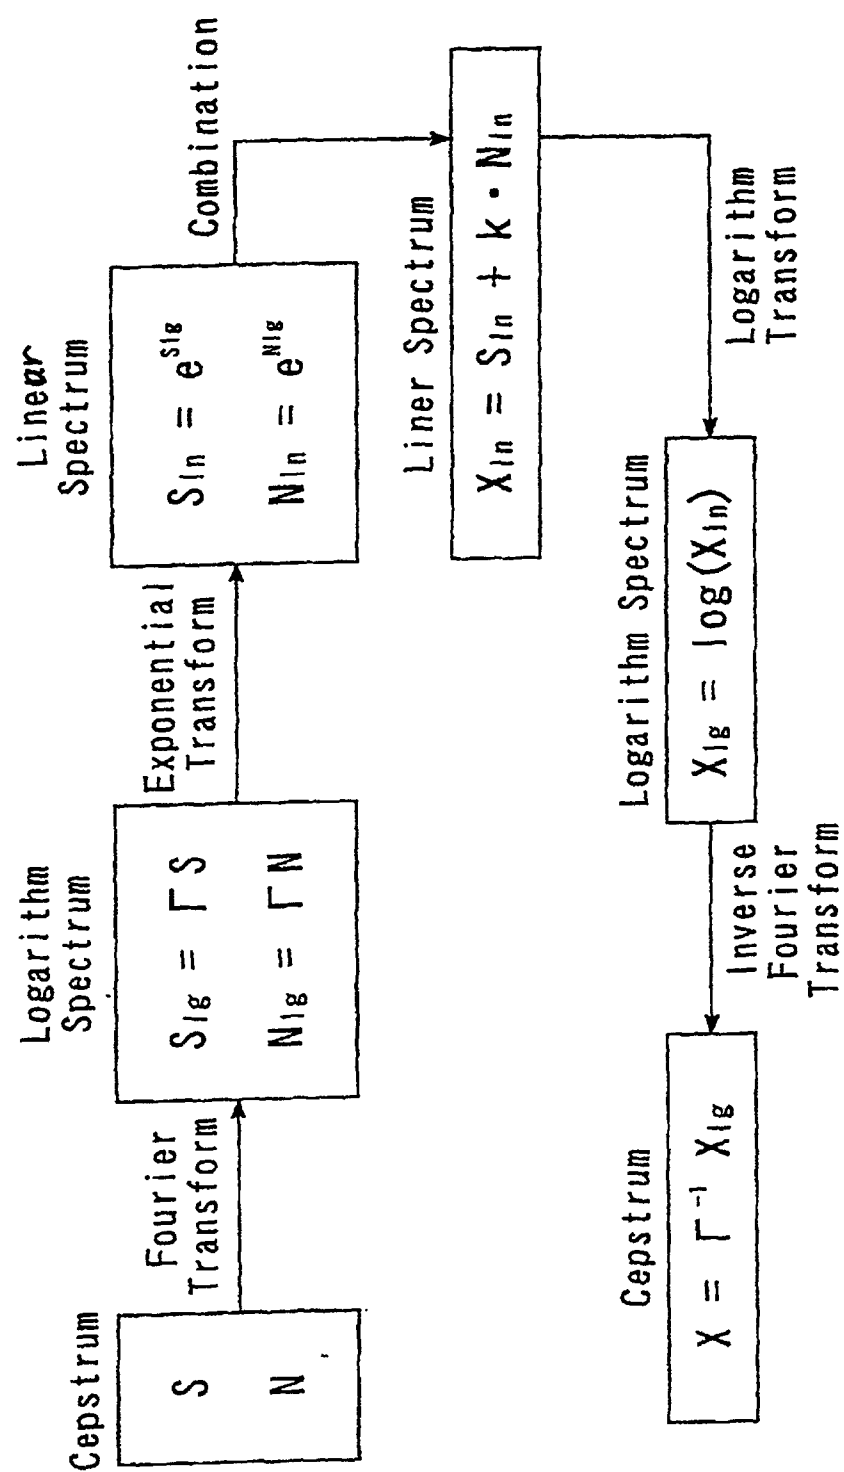 Cepstrum
S
N
Fourier
Transform
Logarithm
Spectrum
Slg = Γ S
Nlg = Γ N
Exponential
Transform
Linear
Spectrum
Sln = e^Slg
Nln = e^Nlg
Combination
Liner Spectrum
Xln = Sln + k • Nln
Logarithm
Transform
Logarithm Spectrum
Xlg = log(Xln)
Inverse
Fourier
Transform
Cepstrum
X = Γ⁻¹ Xlg